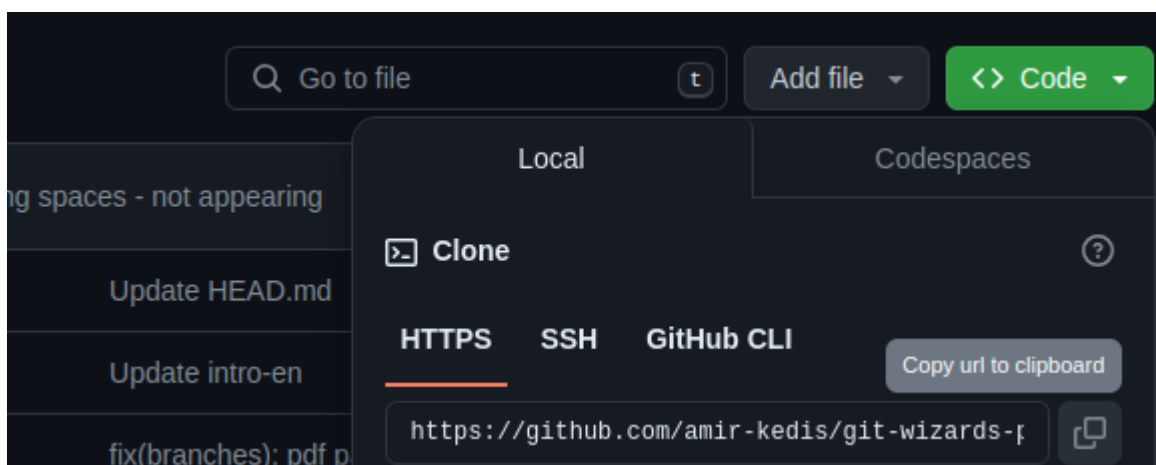 Go to file
t
Add file
<> Code
Local
Codespaces
ng spaces - not appearing
Clone
Update HEAD.md
HTTPS
SSH
GitHub CLI
Copy url to clipboard
Update intro-en
https://github.com/amir-kedis/git-wizards-p
fix(branches): pdf p